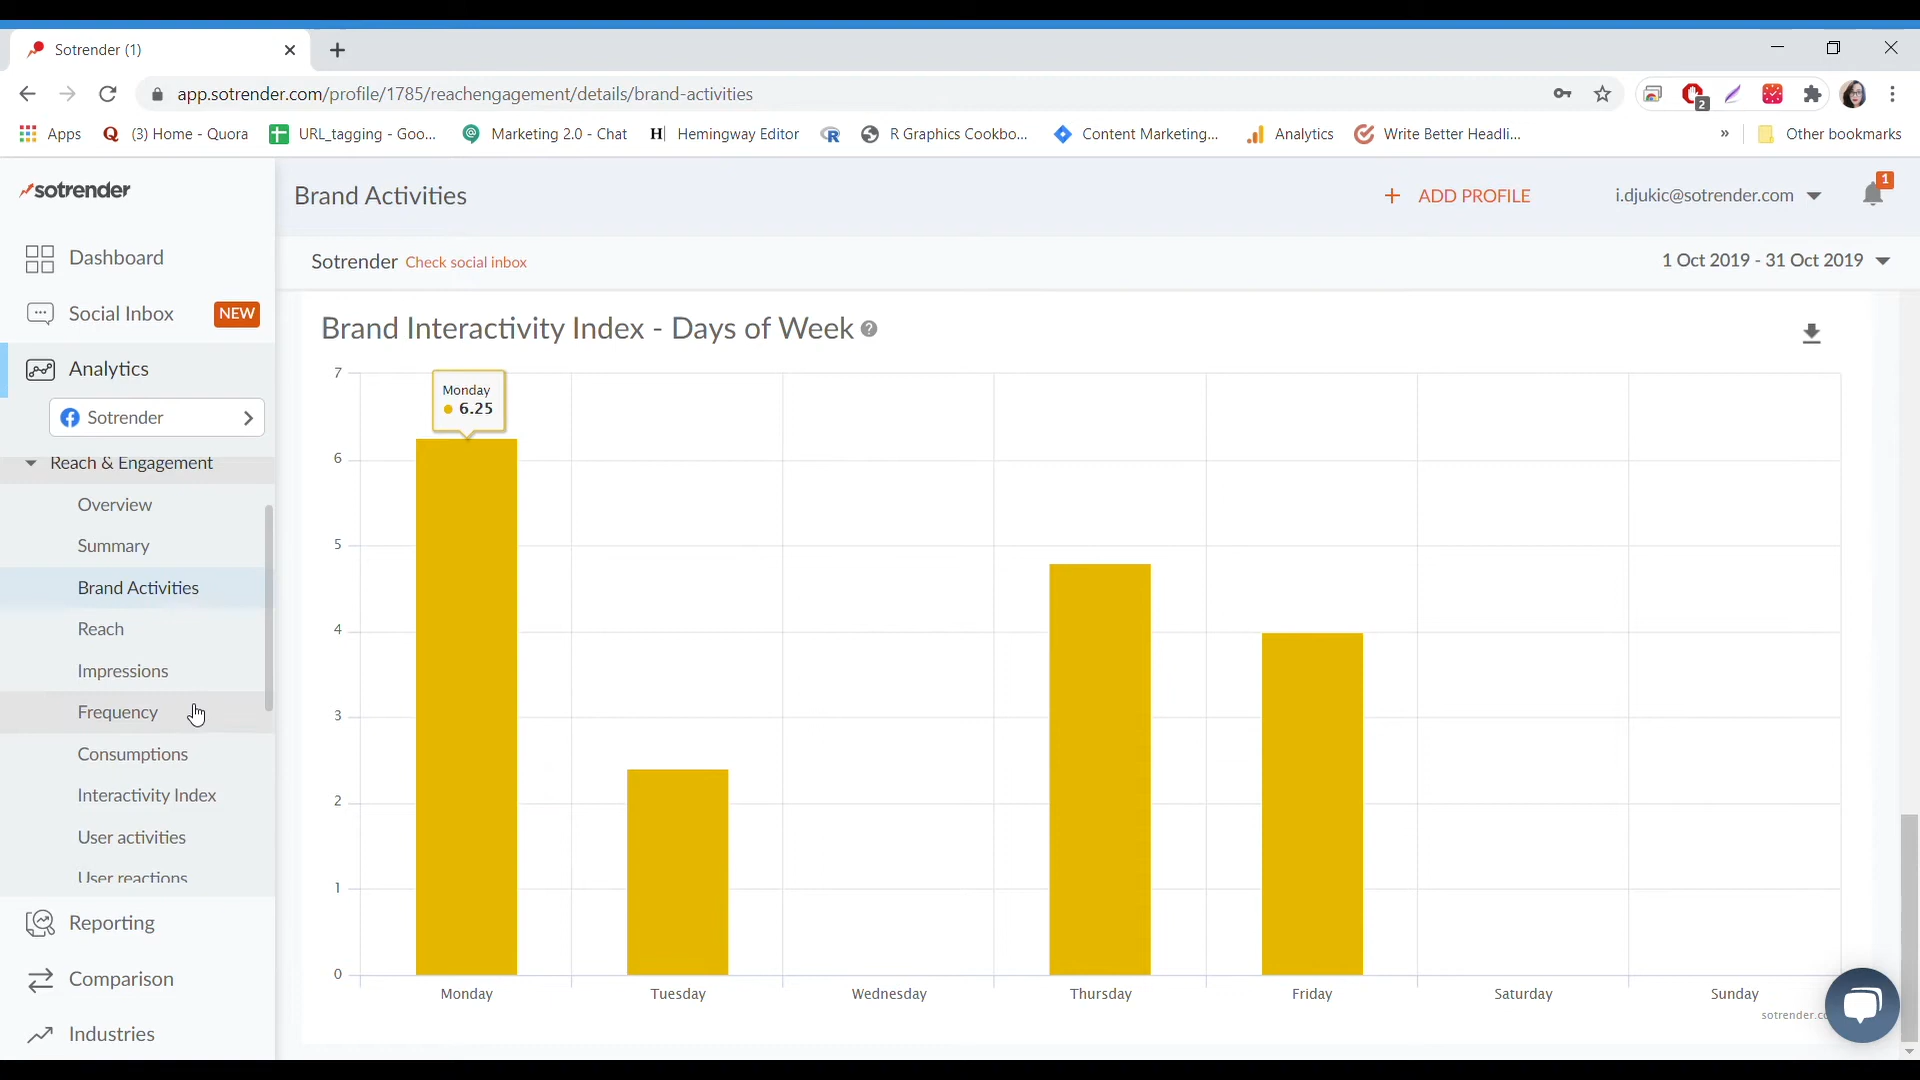 Sotrender (1)
app.sotrender.com/profile/1785/reachengagement/details/brand-activities
2
Apps
(3) Home - Quora
URL_tagging - Goo...
Marketing 2.0 - Chat
H
Hemingway Editor
R
R Graphics Cookbo...
Content Marketing...
Analytics
Write Better Headli...
»
Other bookmarks
sotrender
Brand Activities
+ ADD PROFILE
i.djukic@sotrender.com
1
Dashboard
Sotrender Check social inbox
1 Oct 2019 - 31 Oct 2019
Social Inbox
NEW
Analytics
Sotrender
Reach & Engagement
Overview
Summary
Brand Activities
Reach
Impressions
Frequency
Consumptions
Interactivity Index
User activities
User reactions
Reporting
Comparison
Industries
Brand Interactivity Index - Days of Week ?
7
6
5
4
3
2
1
0
Monday
6.25
Monday
Tuesday
Wednesday
Thursday
Friday
Saturday
Sunday